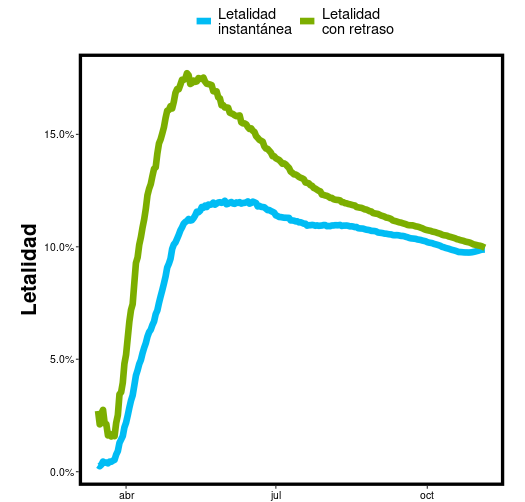 Letalidad
instantánea
Letalidad
con retraso
Letalidad
15.0%
10.0%
5.0%
0.0%
abr
jul
oct